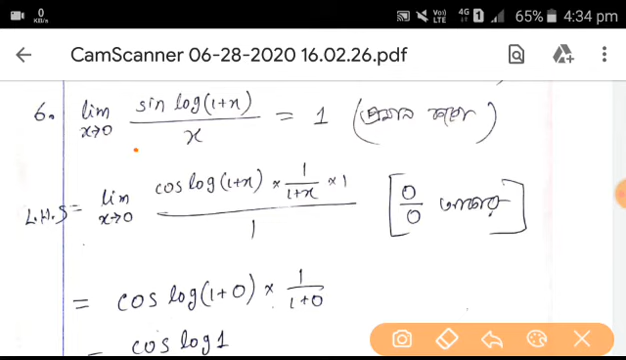 0 KB/s Vo) LTE 4G 1 65% 4:34 pm
CamScanner 06-28-2020 16.02.26.pdf
6. lim x→0 sin log(1+x) / x = 1 (প্রমাণ করো)
L.H.S = lim x→0 cos log(1+x) × 1/(1+x) × 1 / 1 [0/0 আকার]
= cos log(1+0) × 1/(1+0)
= cos log 1